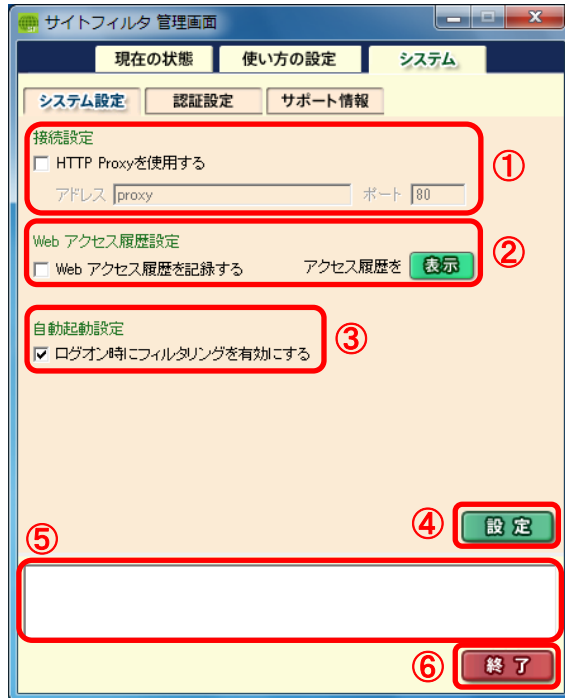 サイトフィルタ 管理画面
現在の状態 使い方の設定 システム
システム設定 認証設定 サポート情報
接続設定
HTTP Proxyを使用する
①
アドレス proxy ポート 80
Web アクセス履歴設定
Web アクセス履歴を記録する アクセス履歴を 表示
②
自動起動設定
③
ログオン時にフィルタリングを有効にする
④ 設定
⑤
⑥ 終了